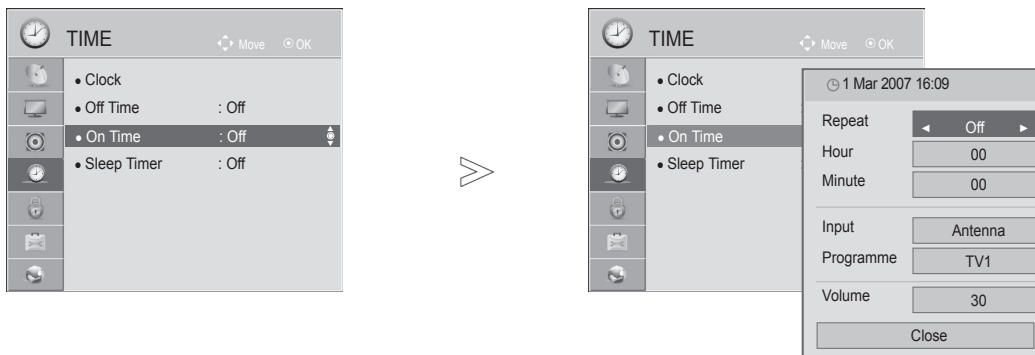 TIME
Move OK
• Clock
• Off Time : Off
• On Time : Off
• Sleep Timer : Off
TIME
Move OK
• Clock
• Off Time
• On Time
• Sleep Timer :
1 Mar 2007 16:09
Repeat ◄ Off ►
Hour 00
Minute 00
Input Antenna
Programme TV1
Volume 30
Close